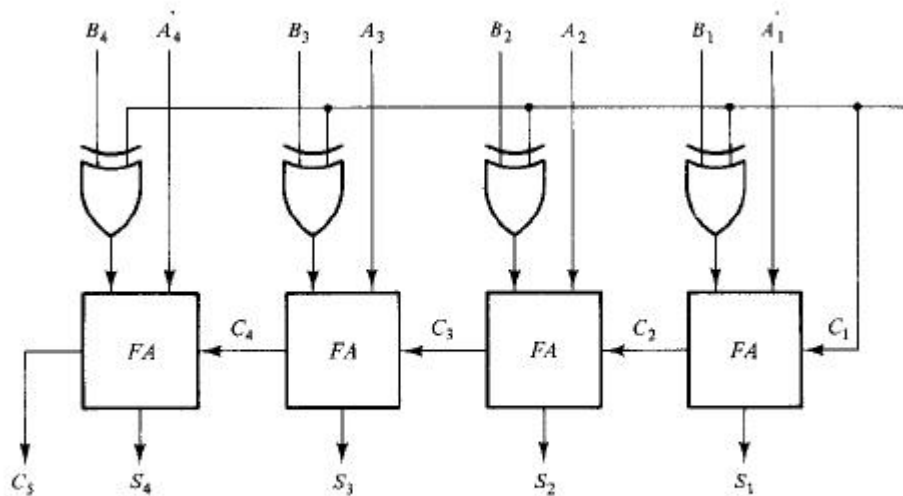 B₄ A₄ B₃ A₃ B₂ A₂ B₁ A₁
FA C₄ FA C₃ FA C₂ FA C₁
C₅ S₄ S₃ S₂ S₁